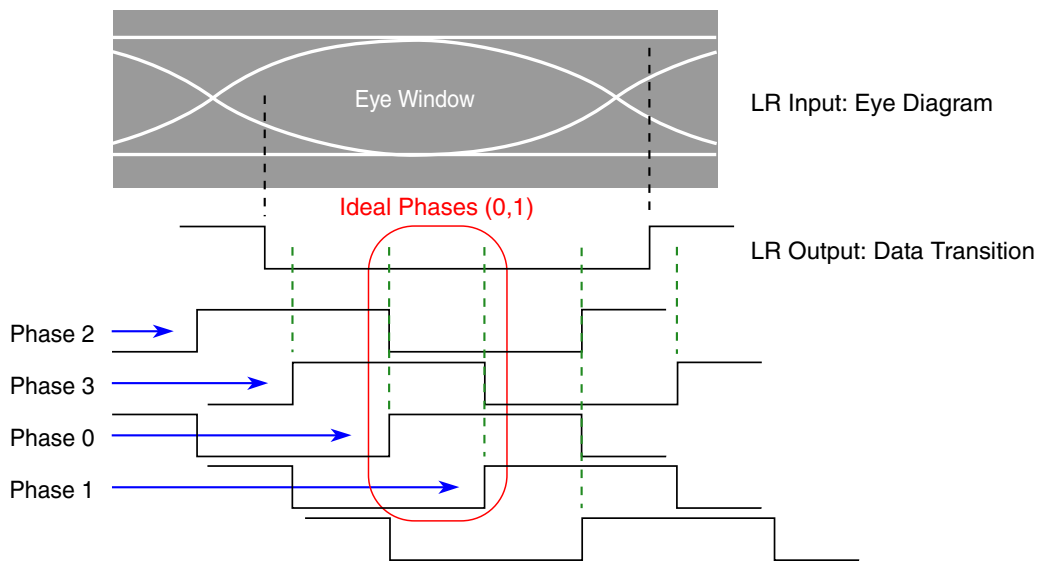 Eye Window
LR Input: Eye Diagram
Ideal Phases (0,1)
LR Output: Data Transition
Phase 2
Phase 3
Phase 0
Phase 1